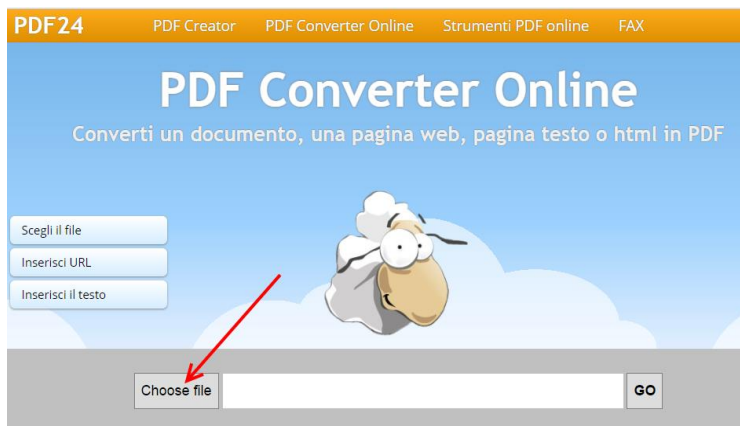 PDF24 PDF Creator PDF Converter Online Strumenti PDF online FAX
PDF Converter Online
Converti un documento, una pagina web, pagina testo o html in PDF
Scegli il file
Inserisci URL
Inserisci il testo
Choose file GO